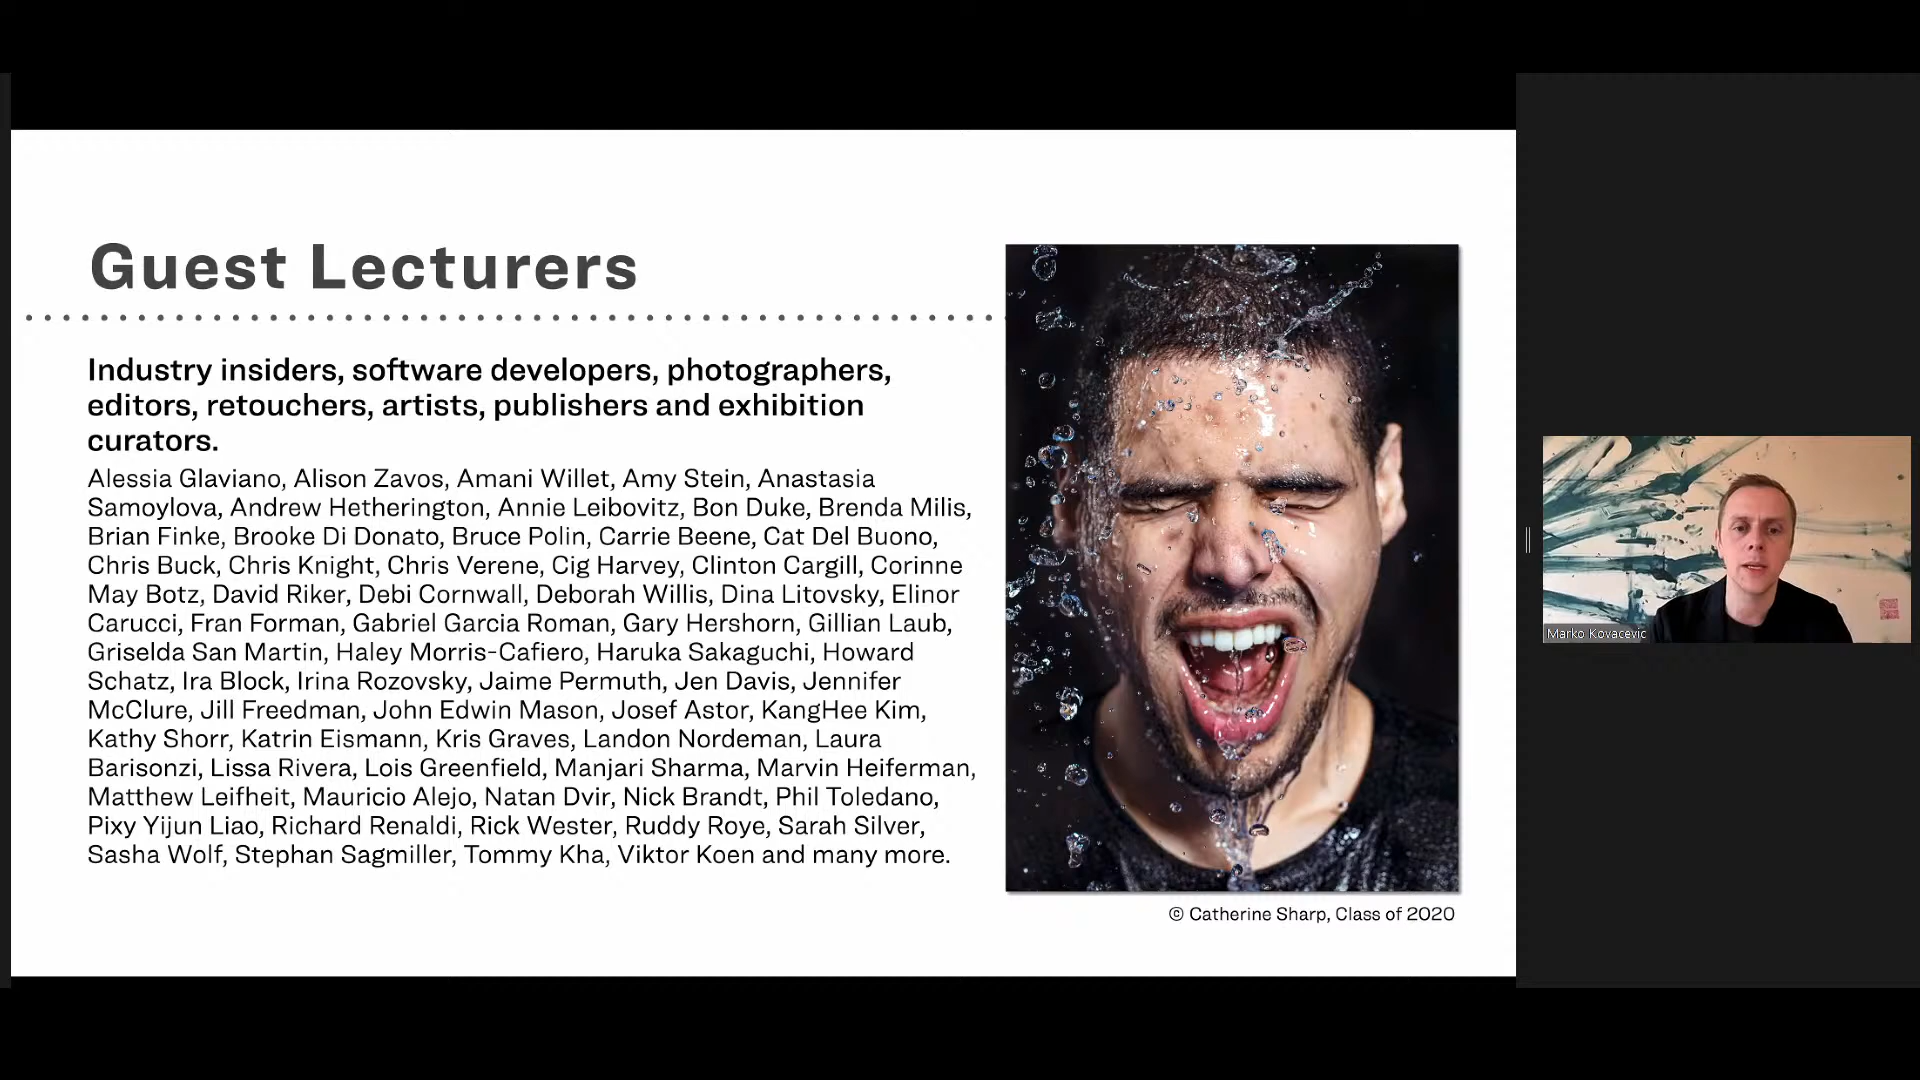 Guest Lecturers
Industry insiders, software developers, photographers,
editors, retouchers, artists, publishers and exhibition
curators.
Alessia Glaviano, Alison Zavos, Amani Willet, Amy Stein, Anastasia
Samoylova, Andrew Hetherington, Annie Leibovitz, Bon Duke, Brenda Milis,
Brian Finke, Brooke Di Donato, Bruce Polin, Carrie Beene, Cat Del Buono,
Chris Buck, Chris Knight, Chris Verene, Cig Harvey, Clinton Cargill, Corinne
May Botz, David Riker, Debi Cornwall, Deborah Willis, Dina Litovsky, Elinor
Carucci, Fran Forman, Gabriel Garcia Roman, Gary Hershorn, Gillian Laub,
Griselda San Martin, Haley Morris-Cafiero, Haruka Sakaguchi, Howard
Schatz, Ira Block, Irina Rozovsky, Jaime Permuth, Jen Davis, Jennifer
McClure, Jill Freedman, John Edwin Mason, Josef Astor, KangHee Kim,
Kathy Shorr, Katrin Eismann, Kris Graves, Landon Nordeman, Laura
Barisonzi, Lissa Rivera, Lois Greenfield, Manjari Sharma, Marvin Heiferman,
Matthew Leifheit, Mauricio Alejo, Natan Dvir, Nick Brandt, Phil Toledano,
Pixy Yijun Liao, Richard Renaldi, Rick Wester, Ruddy Roye, Sarah Silver,
Sasha Wolf, Stephan Sagmiller, Tommy Kha, Viktor Koen and many more.
© Catherine Sharp, Class of 2020
Marko Kovacevic